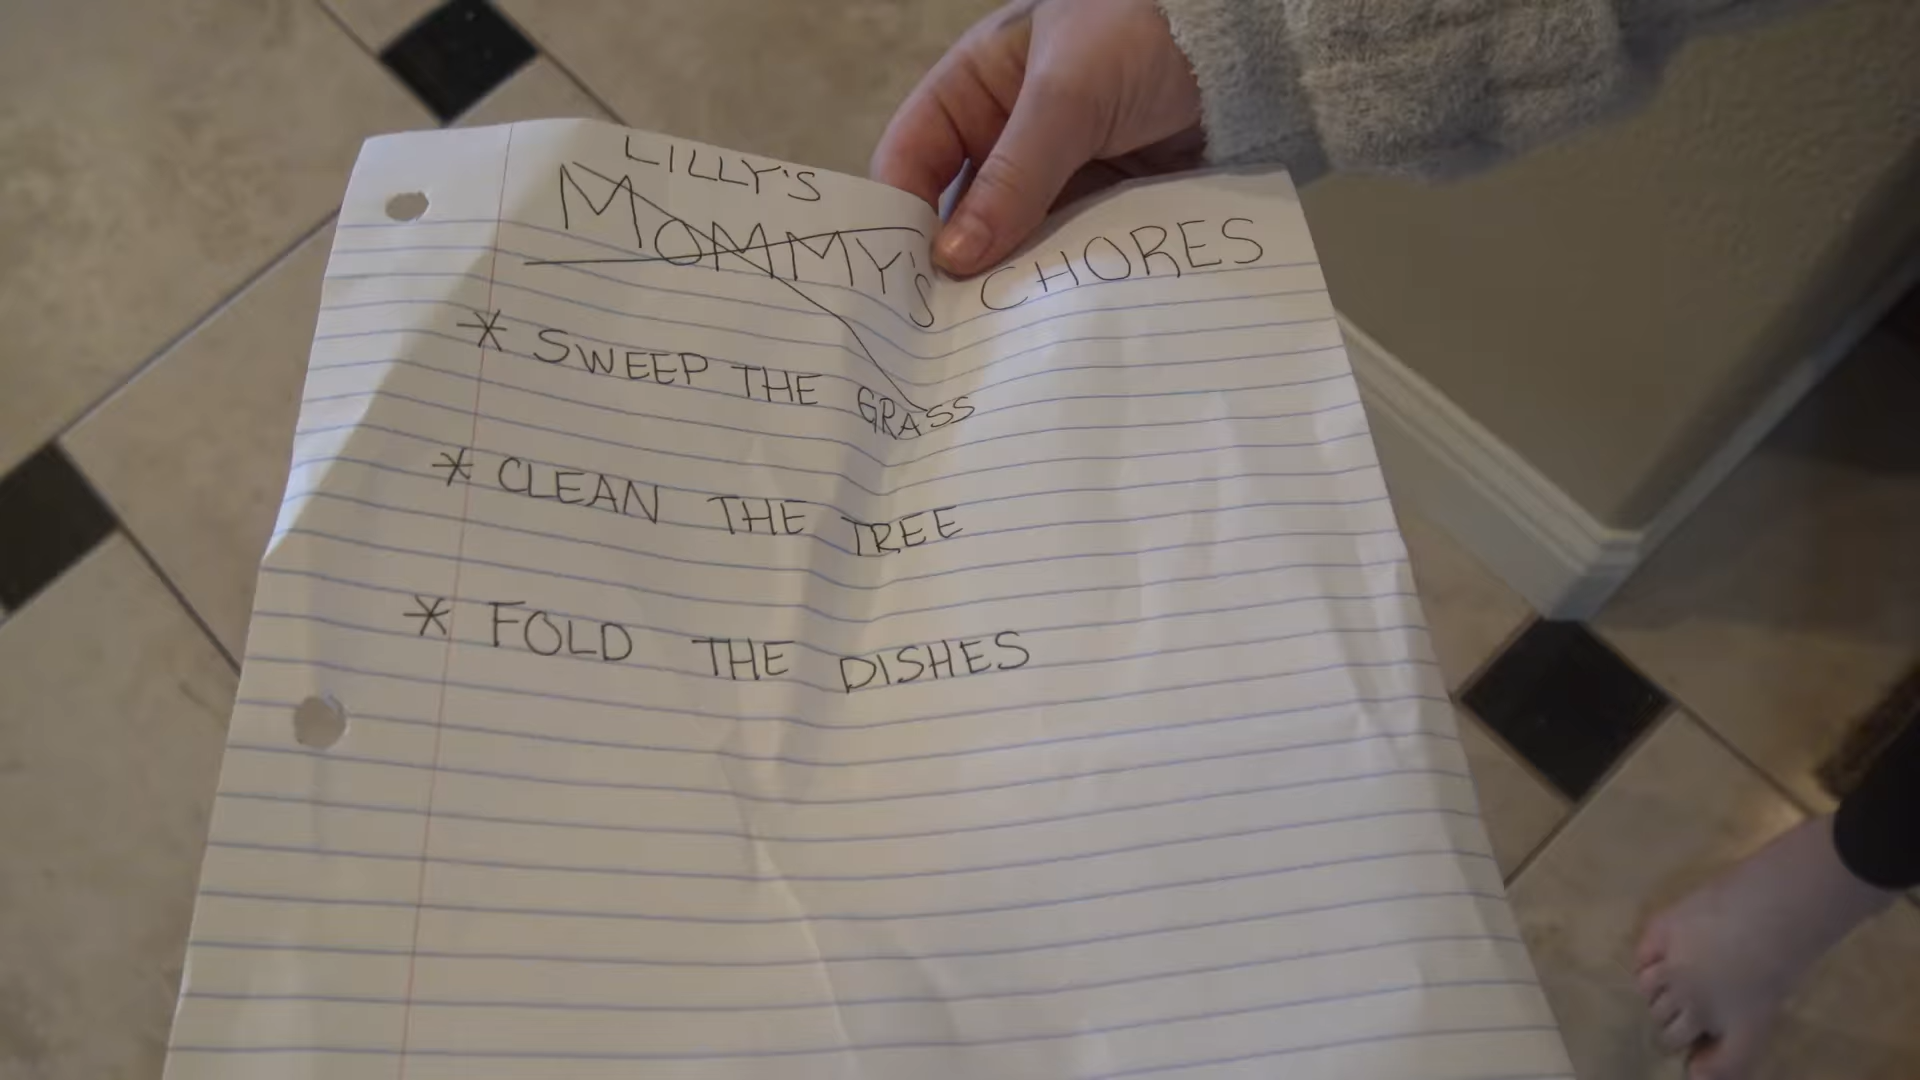 LILLY'S
MOMMY'S CHORES
* SWEEP THE GRASS
* CLEAN THE TREE
* FOLD THE DISHES